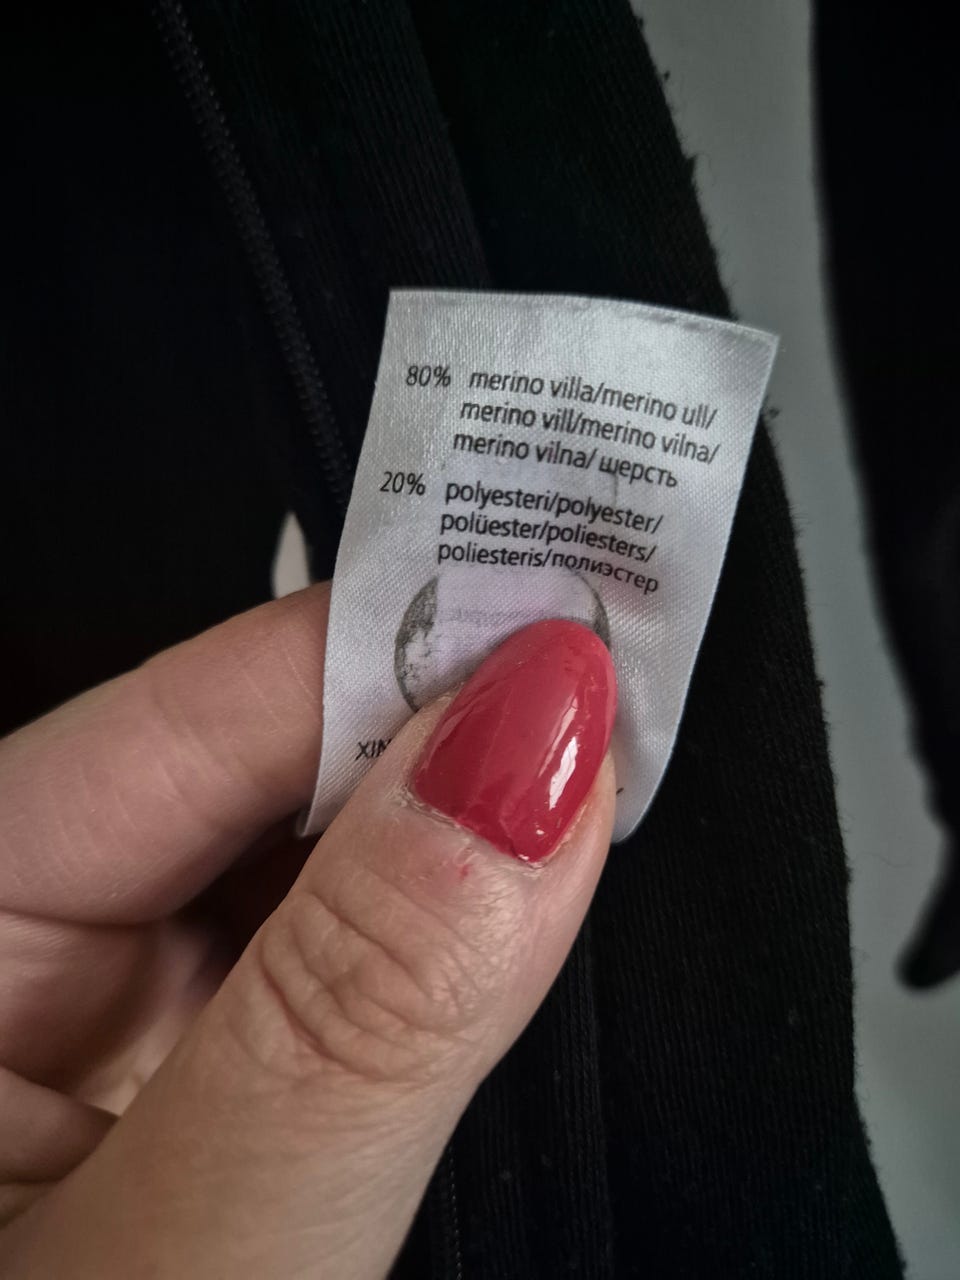 80% merino villa/merino ull/
merino vill/merino vilna/
merino vilna/ шерсть
20% polyesteri/polyester/
polüester/poliesters/
poliesteris/полиэстер